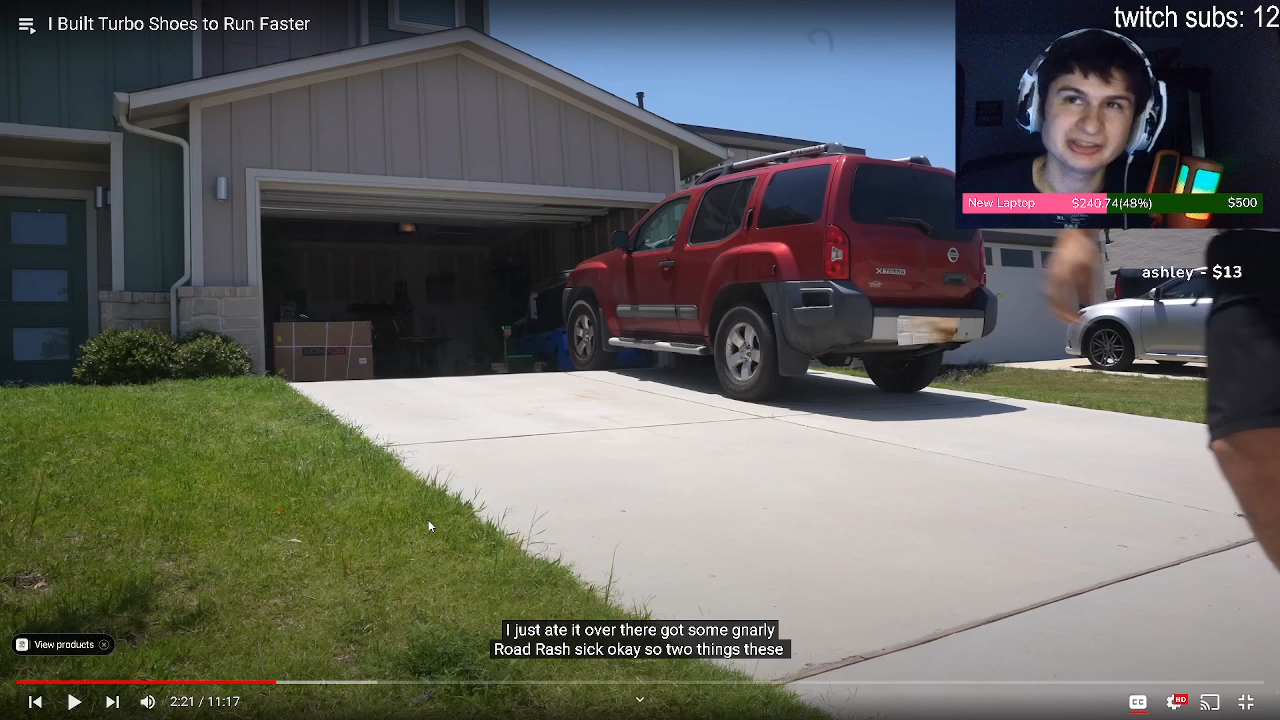 I Built Turbo Shoes to Run Faster
twitch subs: 12
New Laptop $240.74(48%) $500
ashley - $13
XTERRA
View products
I just ate it over there got some gnarly
Road Rash sick okay so two things these
2:21 / 11:17
CC
HD